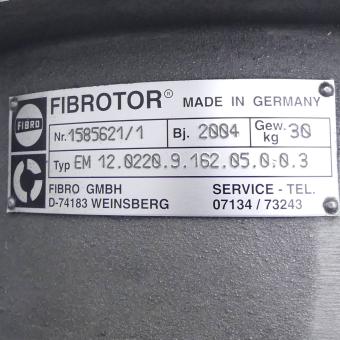 FIBRO
FIBROTOR® MADE IN GERMANY
Nr. 1585621/1 Bj. 2004 Gew. kg 30
Typ EM 12.0220.9.162.05.0.0.3
FIBRO GMBH SERVICE - TEL.
D-74183 WEINSBERG 07134 / 73243